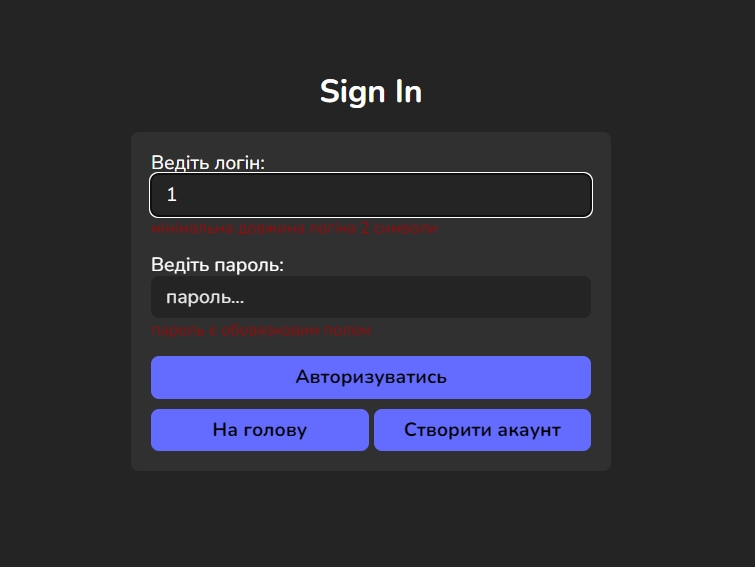 Sign In
Ведіть логін:
1
мінімальна довжина логіна 2 символи
Ведіть пароль:
пароль...
пароль є обовязковим полем
Авторизуватись
На голову
Створити акаунт